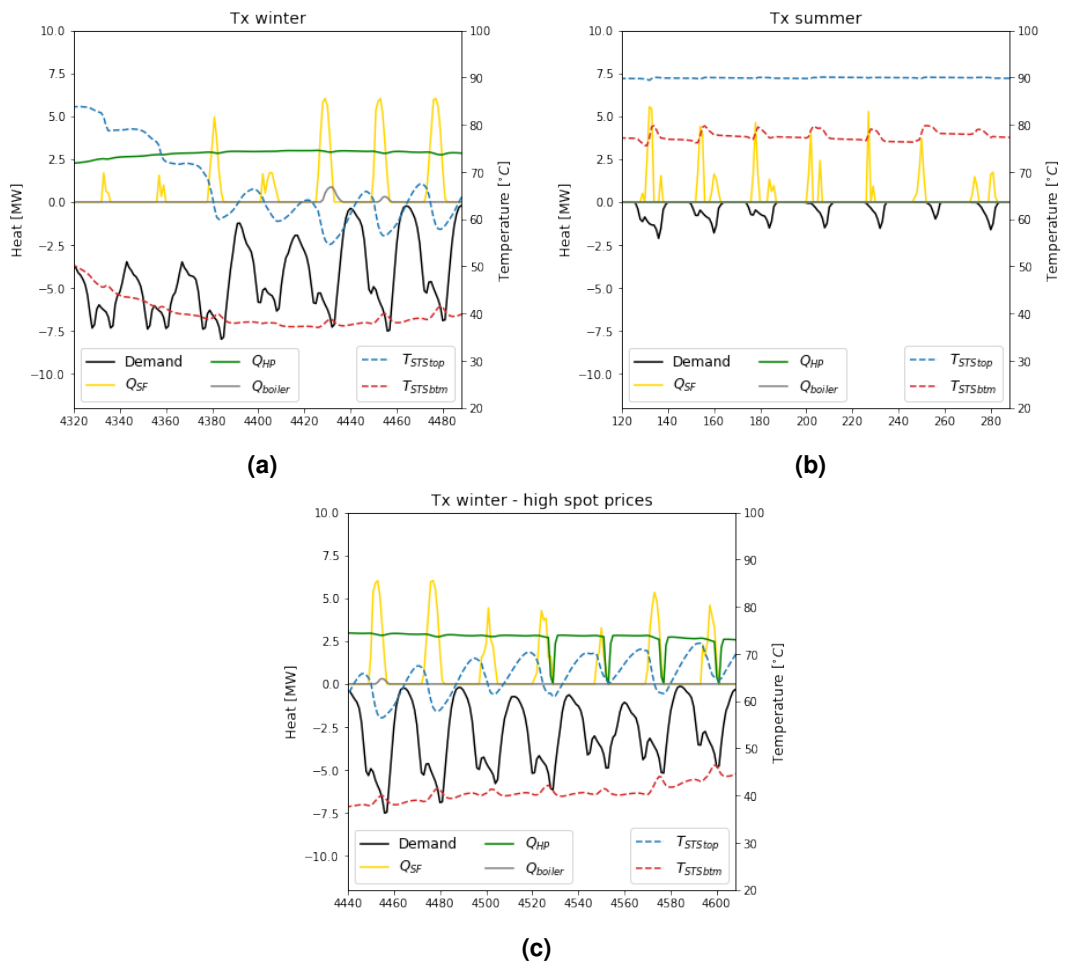 Tx winter
10.0
7.5
5.0
2.5
0.0
−2.5
−5.0
−7.5
−10.0
Heat [MW]
100
90
80
70
60
50
40
30
20
Temperature [°C]
Demand
Q_SF
Q_HP
Q_boiler
T_STStop
T_STSbtm
4320 4340 4360 4380 4400 4420 4440 4460 4480
(a)
Tx summer
10.0
7.5
5.0
2.5
0.0
−2.5
−5.0
−7.5
−10.0
Heat [MW]
100
90
80
70
60
50
40
30
20
Temperature [°C]
Demand
Q_SF
Q_HP
Q_boiler
T_STStop
T_STSbtm
120 140 160 180 200 220 240 260 280
(b)
Tx winter - high spot prices
10.0
7.5
5.0
2.5
0.0
−2.5
−5.0
−7.5
−10.0
Heat [MW]
100
90
80
70
60
50
40
30
20
Temperature [°C]
Demand
Q_SF
Q_HP
Q_boiler
T_STStop
T_STSbtm
4440 4460 4480 4500 4520 4540 4560 4580 4600
(c)